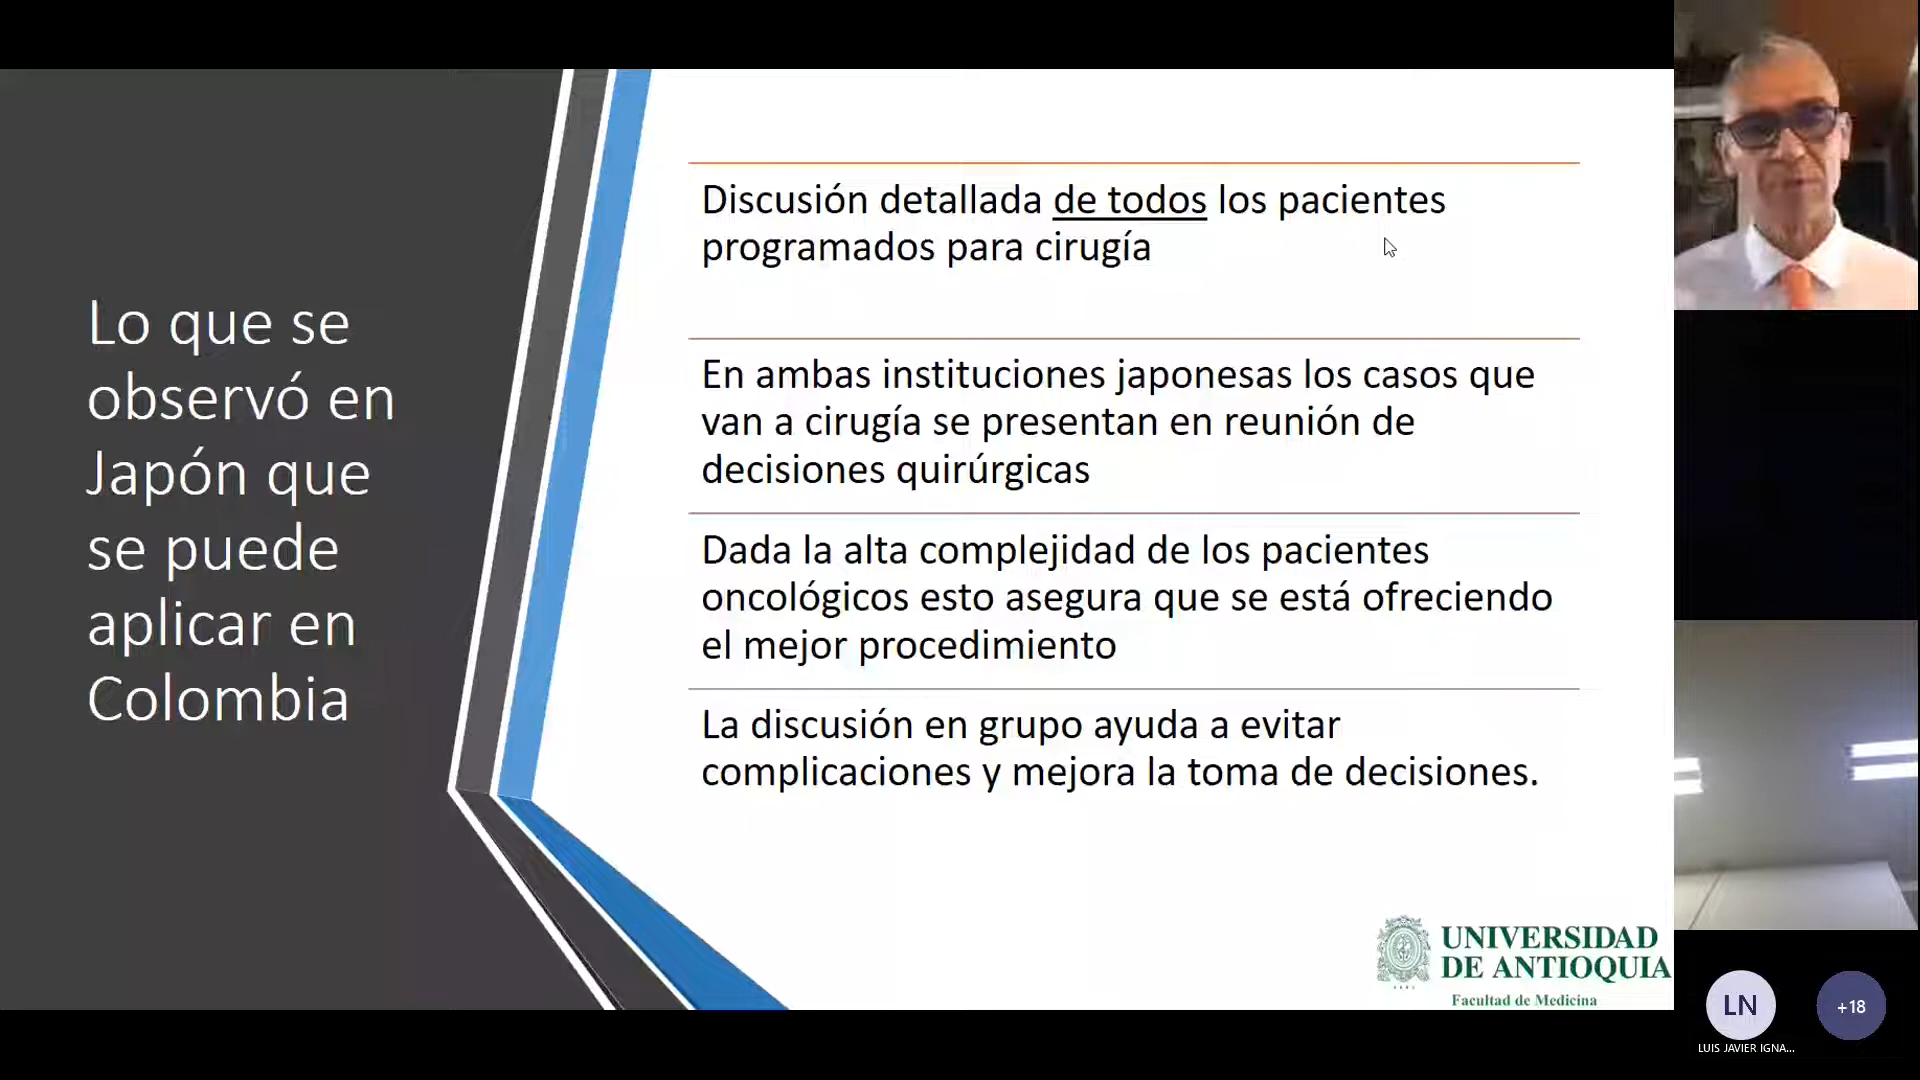 Lo que se
observó en
Japón que
se puede
aplicar en
Colombia
Discusión detallada de todos los pacientes
programados para cirugía
En ambas instituciones japonesas los casos que
van a cirugía se presentan en reunión de
decisiones quirúrgicas
Dada la alta complejidad de los pacientes
oncológicos esto asegura que se está ofreciendo
el mejor procedimiento
La discusión en grupo ayuda a evitar
complicaciones y mejora la toma de decisiones.
UNIVERSIDAD
DE ANTIOQUIA
Facultad de Medicina
LN
+18
LUIS JAVIER IGNA...